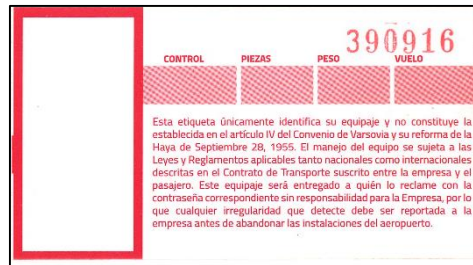 390916
CONTROL PIEZAS PESO VUELO
Esta etiqueta únicamente identifica su equipaje y no constituye la
establecida en el artículo IV del Convenio de Varsovia y su reforma de la
Haya de Septiembre 28, 1955. El manejo del equipo se sujeta a las
Leyes y Reglamentos aplicables tanto nacionales como internacionales
descritas en el Contrato de Transporte suscrito entre la empresa y el
pasajero. Este equipaje será entregado a quién lo reclame con la
contraseña correspondiente sin responsabilidad para la Empresa, por lo
que cualquier irregularidad que detecte debe ser reportada a la
empresa antes de abandonar las instalaciones del aeropuerto.